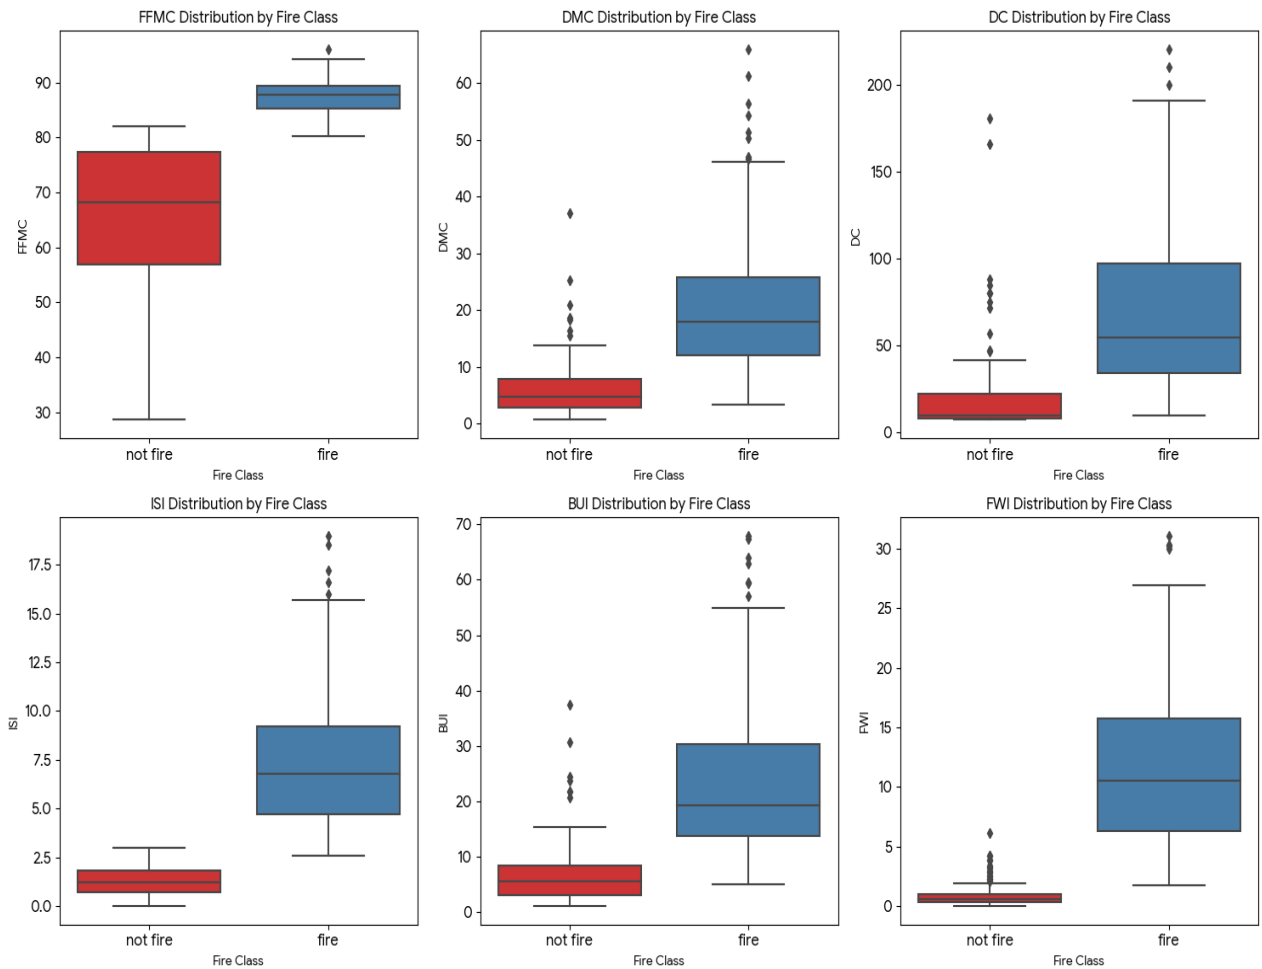 FFMC Distribution by Fire Class
90
80
70
60
50
40
30
FFMC
not fire
fire
Fire Class
DMC Distribution by Fire Class
60
50
40
30
20
10
0
DMC
not fire
fire
Fire Class
DC Distribution by Fire Class
200
150
100
50
0
DC
not fire
fire
Fire Class
ISI Distribution by Fire Class
17.5
15.0
12.5
10.0
7.5
5.0
2.5
0.0
ISI
not fire
fire
Fire Class
BUI Distribution by Fire Class
70
60
50
40
30
20
10
0
BUI
not fire
fire
Fire Class
FWI Distribution by Fire Class
30
25
20
15
10
5
0
FWI
not fire
fire
Fire Class